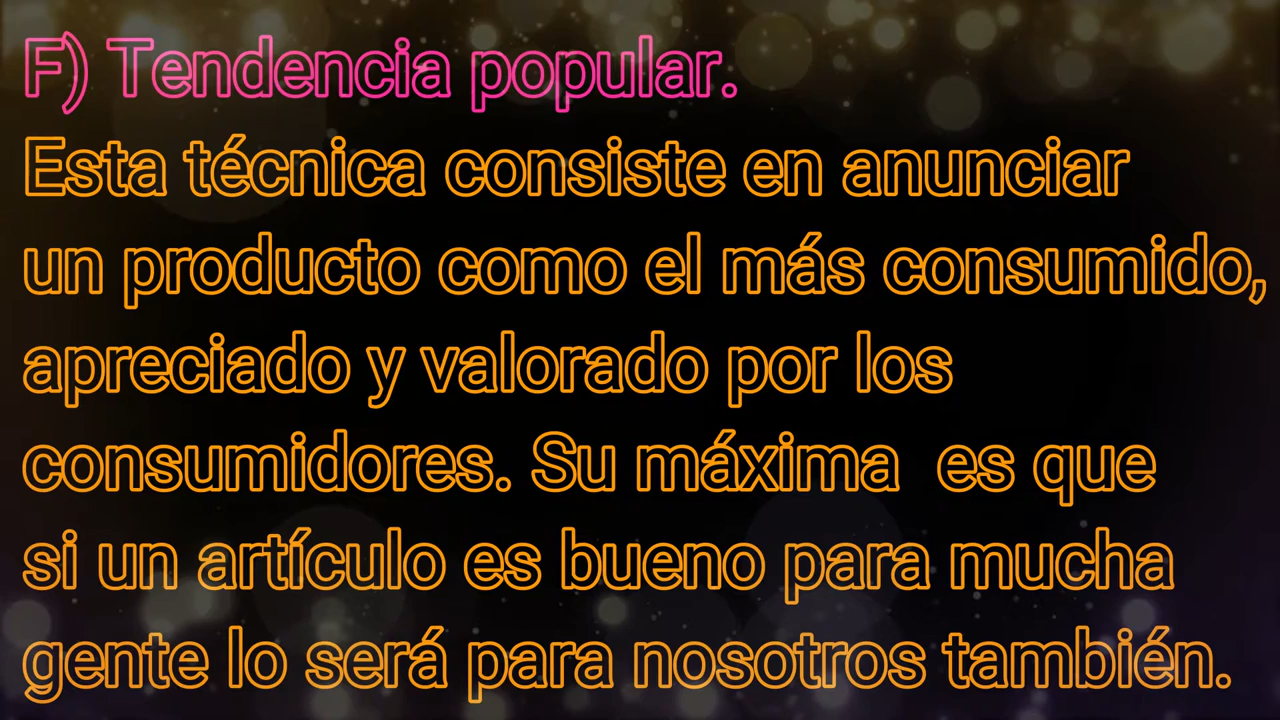 F) Tendencia popular.
Esta técnica consiste en anunciar
un producto como el más consumido,
apreciado y valorado por los
consumidores. Su máxima  es que
si un artículo es bueno para mucha
gente lo será para nosotros también.